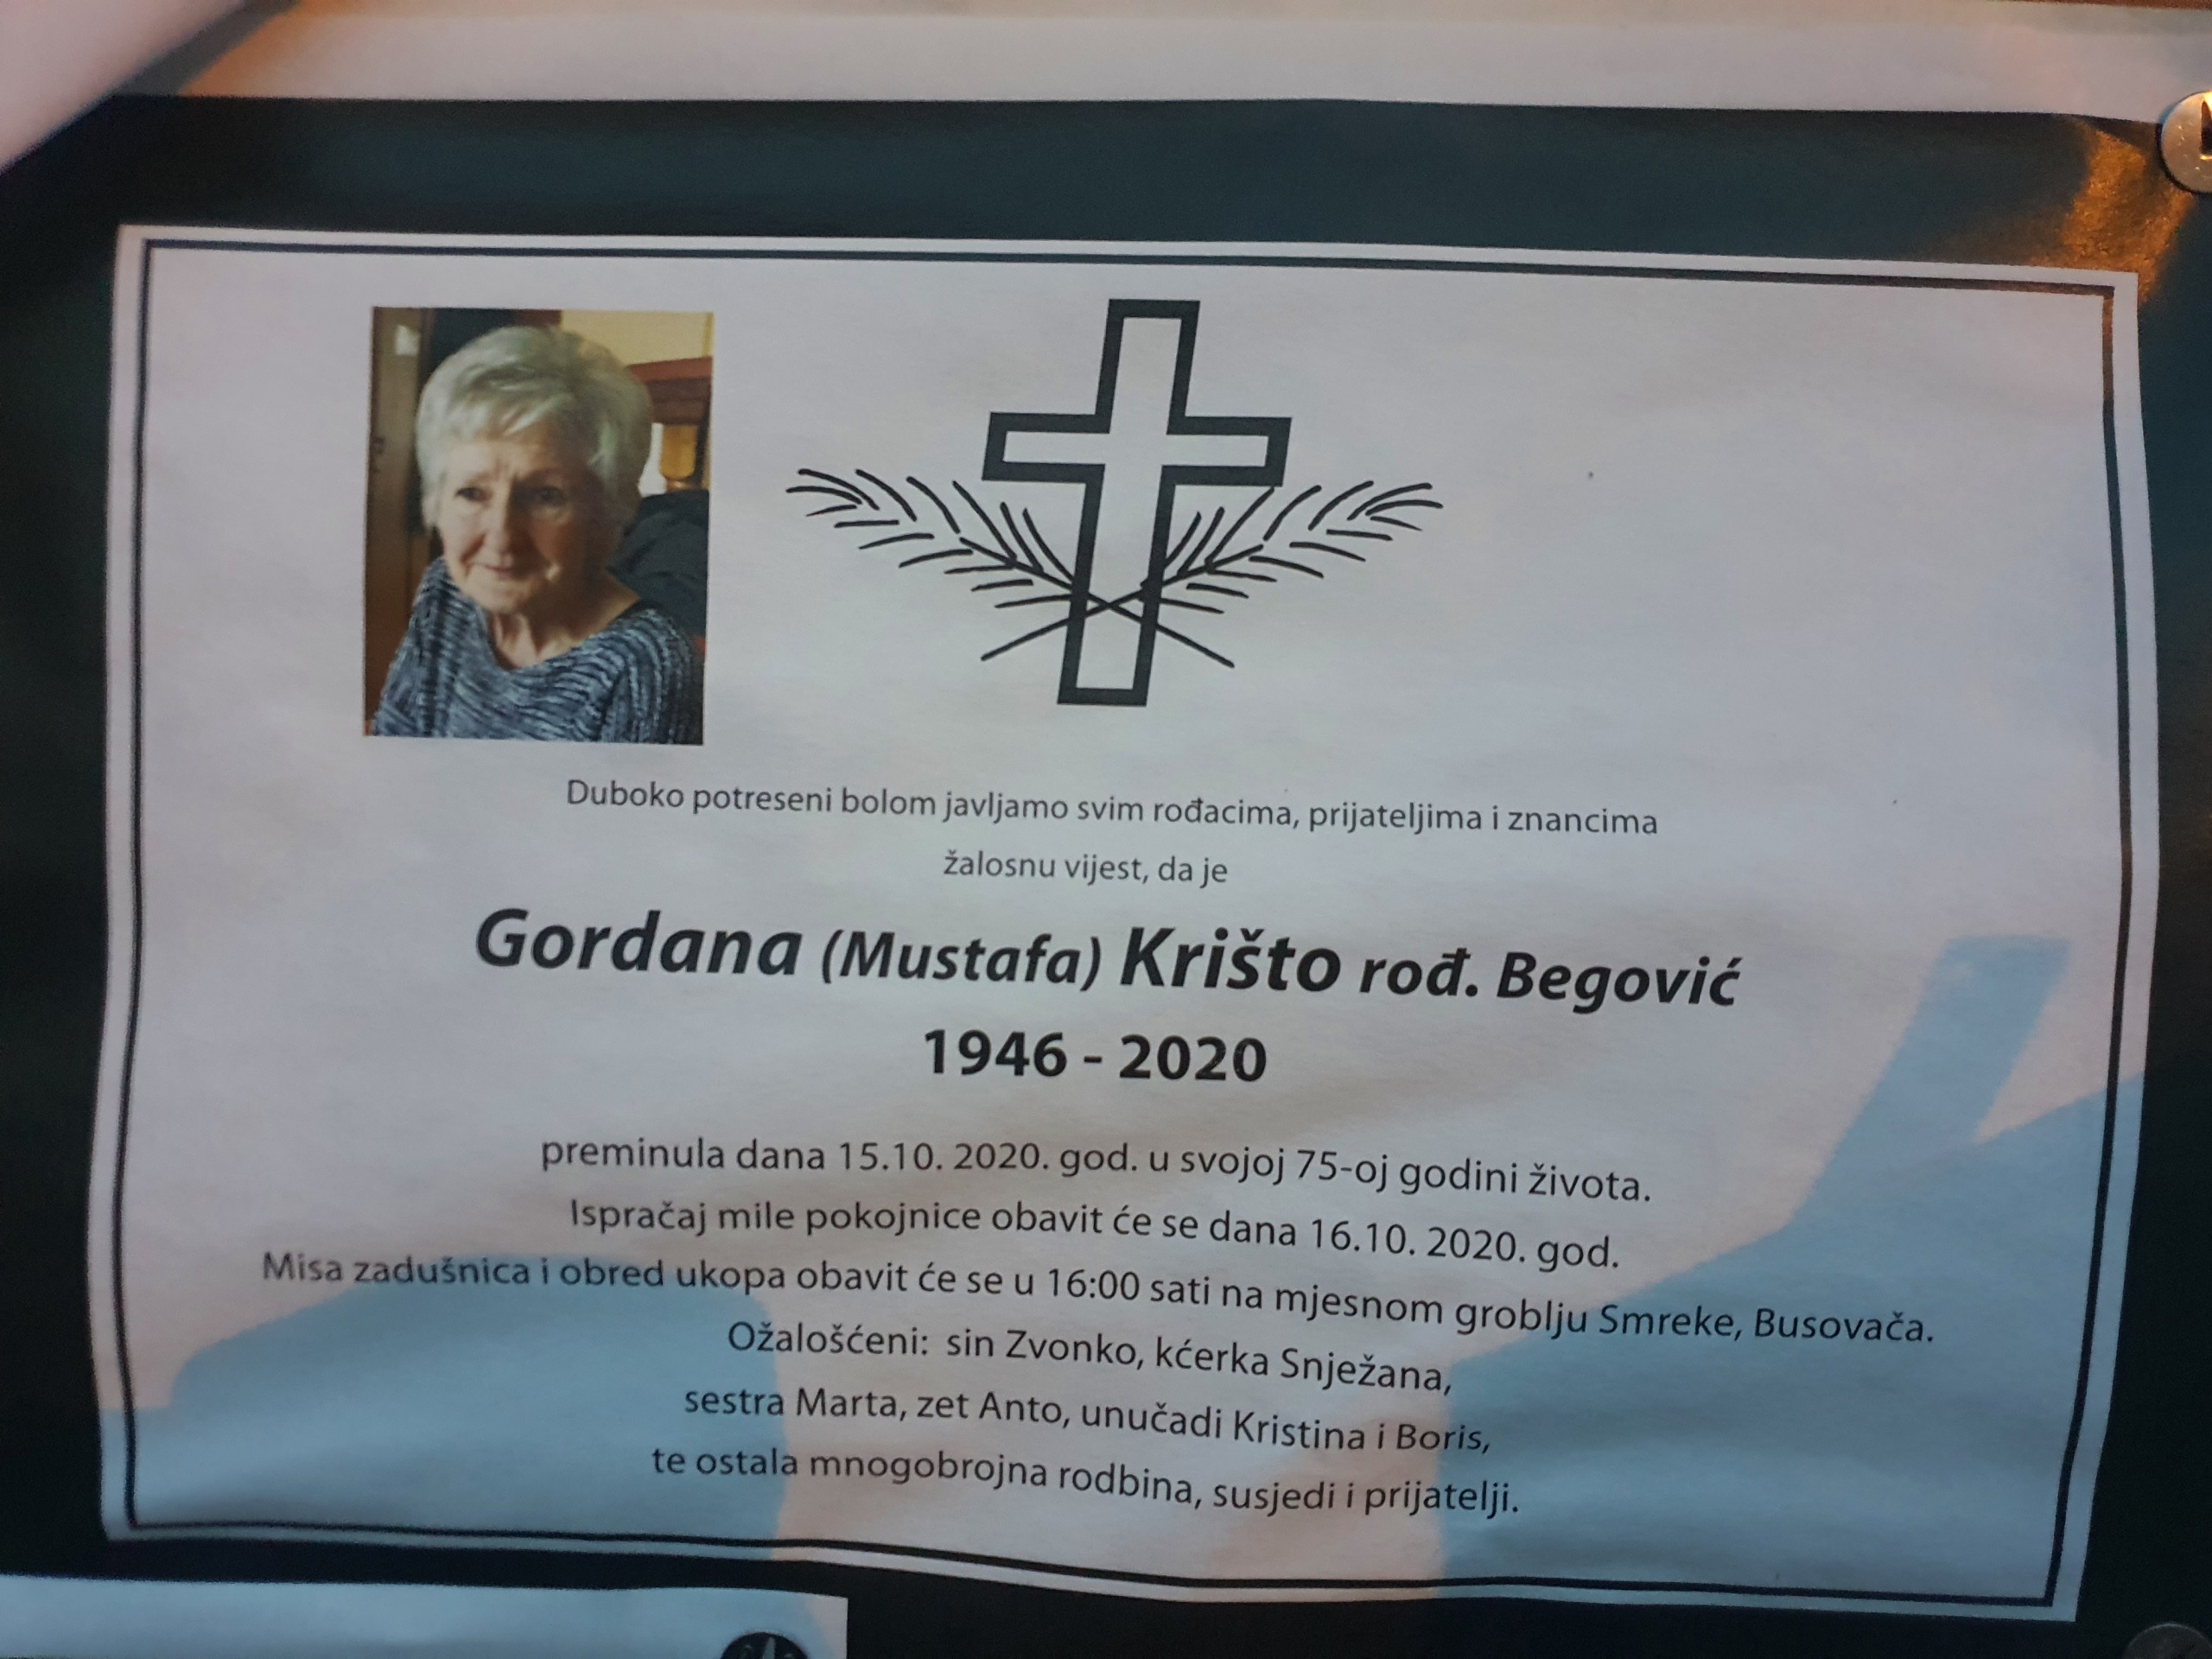 Duboko potreseni bolom javljamo svim rođacima, prijateljima i znancima
žalosnu vijest, da je
Gordana (Mustafa) Krišto rođ. Begović
1946 - 2020
preminula dana 15.10. 2020. god. u svojoj 75-oj godini života.
Ispračaj mile pokojnice obavit će se dana 16.10. 2020. god.
Misa zadušnica i obred ukopa obavit će se u 16:00 sati na mjesnom groblju Smreke, Busovača.
Ožalošćeni: sin Zvonko, kćerka Snježana,
sestra Marta, zet Anto, unučadi Kristina i Boris,
te ostala mnogobrojna rodbina, susjedi i prijatelji.